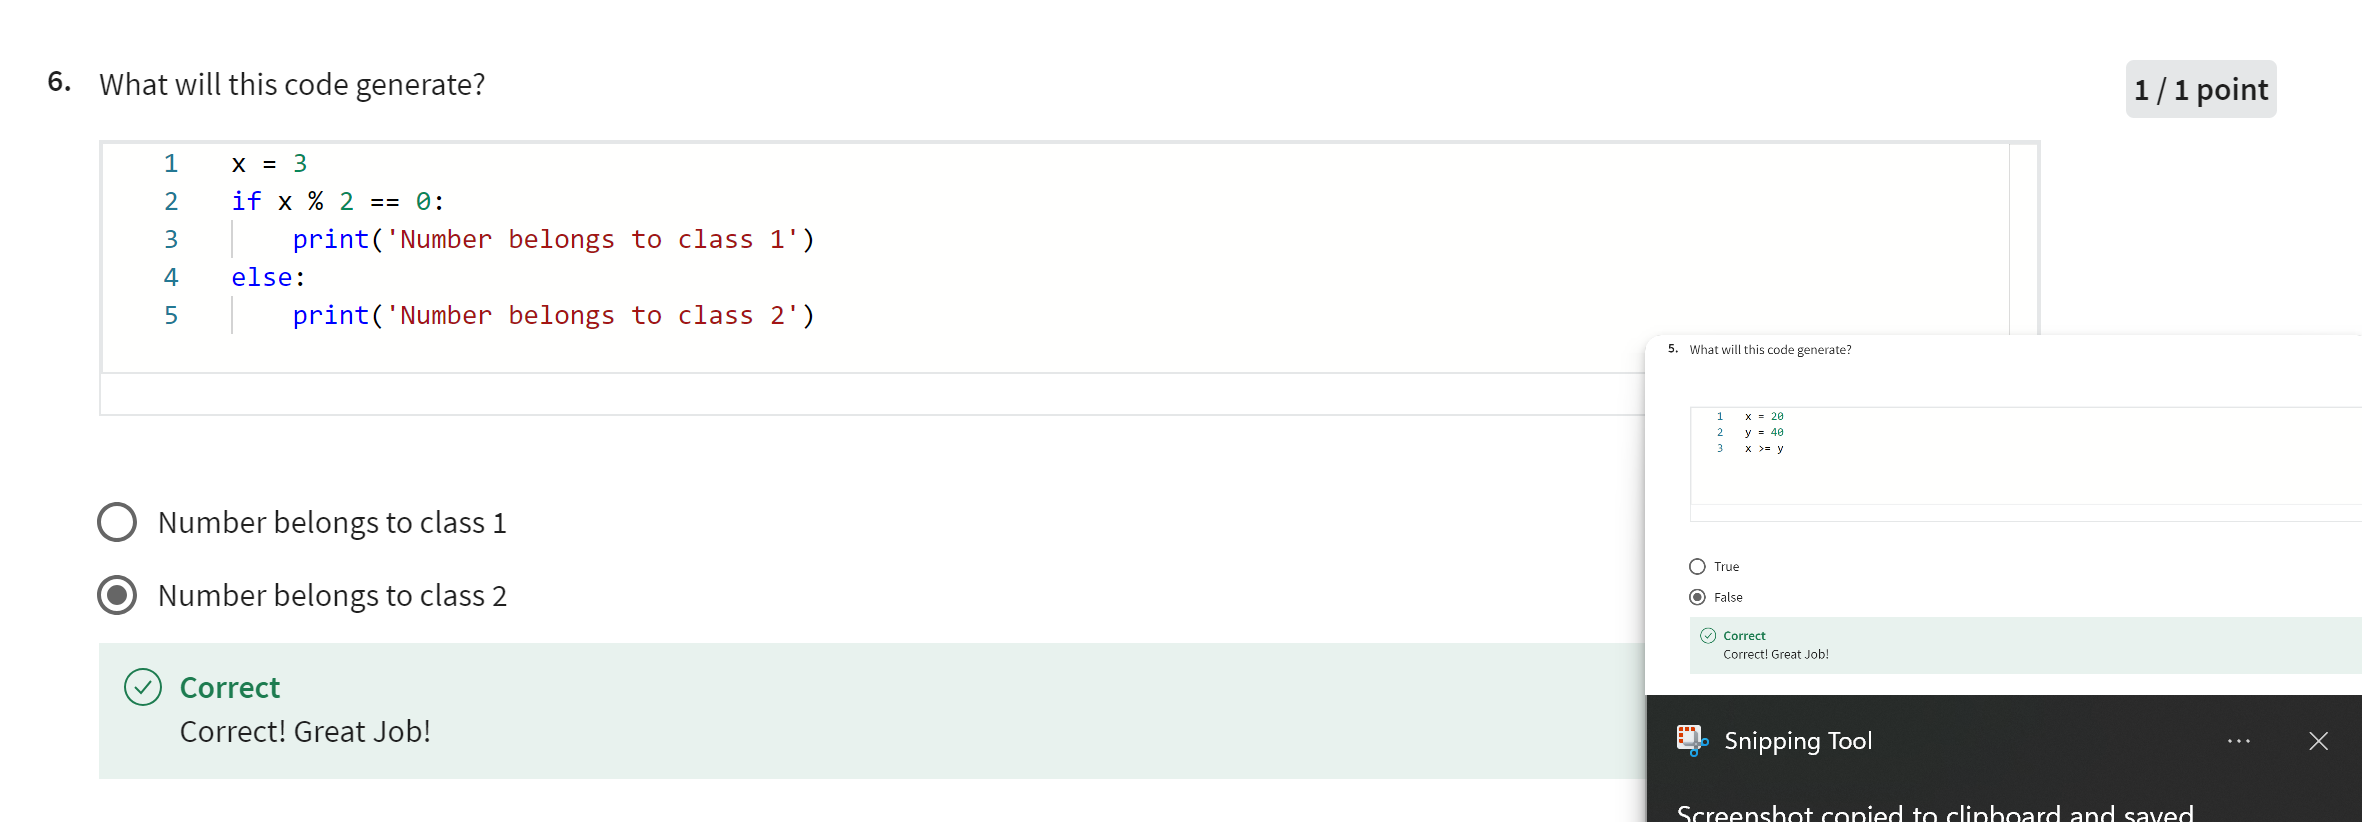 6. What will this code generate?
1 / 1 point
1 x = 3
2 if x % 2 == 0:
3 print('Number belongs to class 1')
4 else:
5 print('Number belongs to class 2')
Number belongs to class 1
Number belongs to class 2
Correct
Correct! Great Job!
5. What will this code generate?
1 x = 20
2 y = 40
3 x >= y
True
False
Correct
Correct! Great Job!
Snipping Tool
Screenshot copied to clipboard and saved